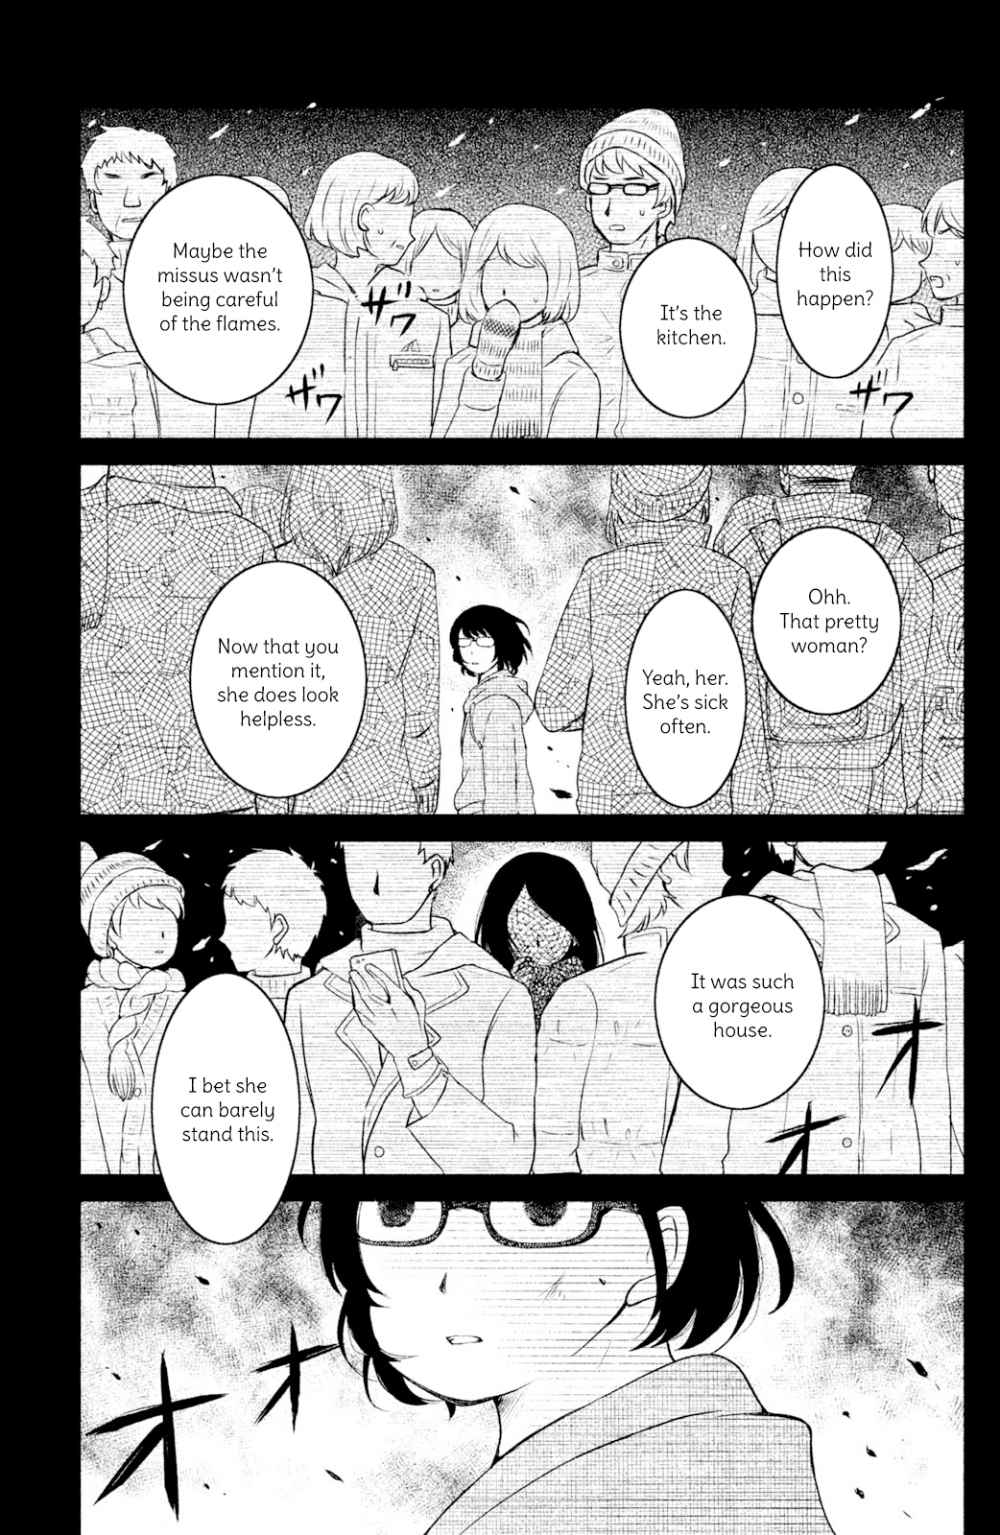 How did
this
happen?
It's the
kitchen.
Maybe the
missus wasn't
being careful
of the flames.
ザワ
ザワ
ザワ
Ohh.
That pretty
woman?
Yeah, her.
She's sick
often.
Now that you
mention it,
she does look
helpless.
It was such
a gorgeous
house.
オ
オ
I bet she
can barely
stand this.
オ
オ